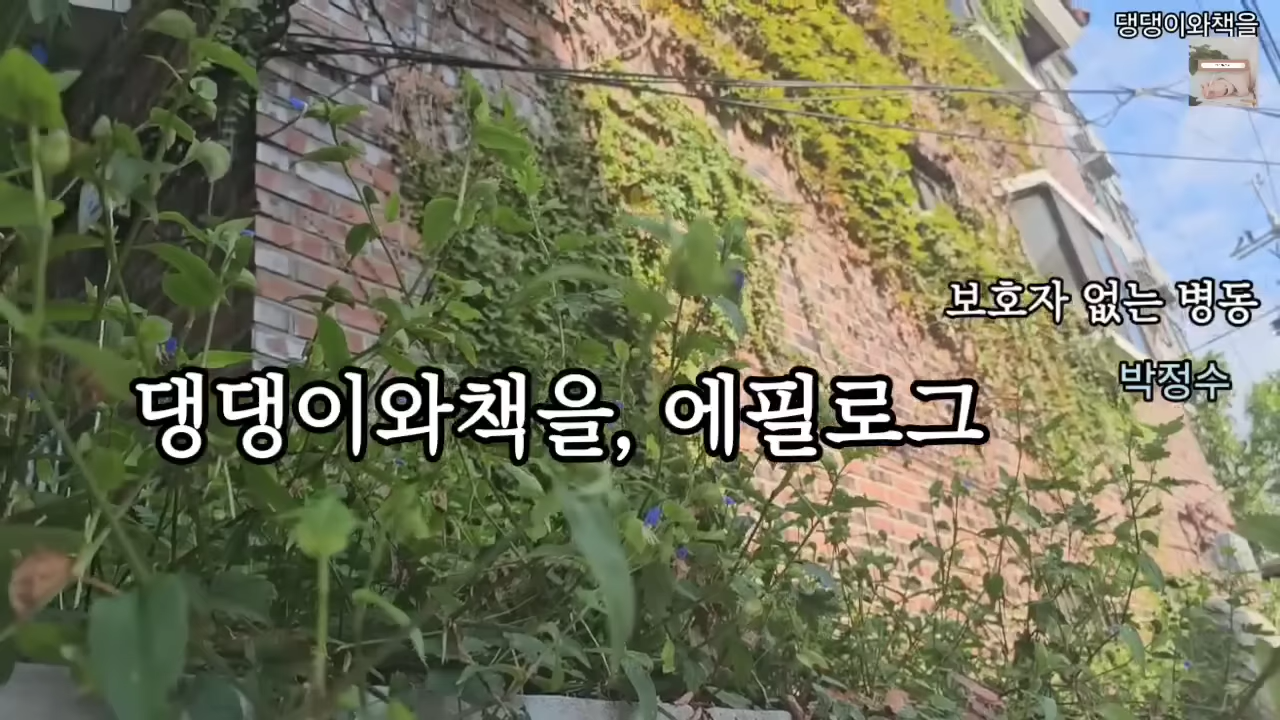 댕댕이와책을
보호자 없는 병동
박정수
댕댕이와책을, 에필로그